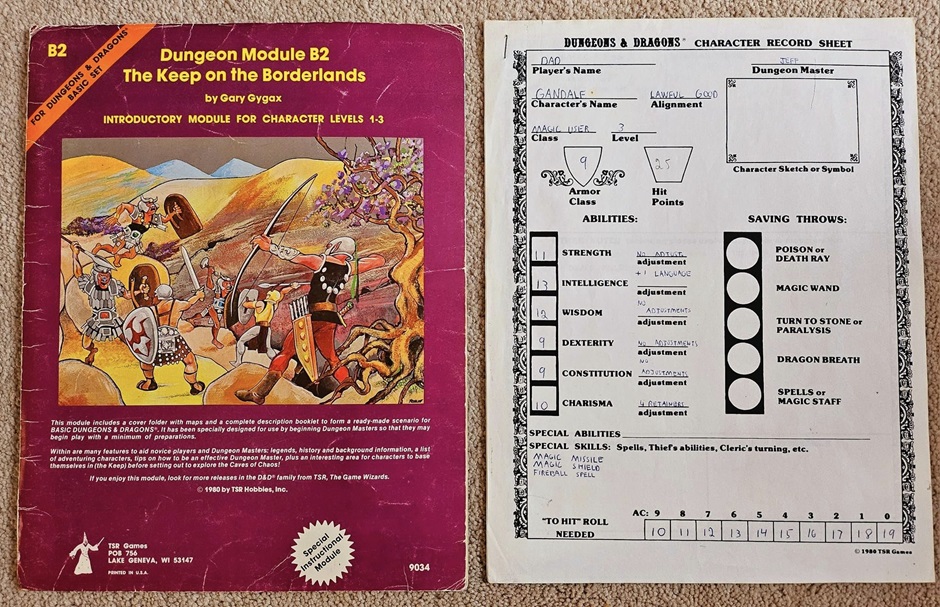 B2
FOR DUNGEONS & DRAGONS®
BASIC SET
Dungeon Module B2
The Keep on the Borderlands
by Gary Gygax
INTRODUCTORY MODULE FOR CHARACTER LEVELS 1-3
This module includes a cover folder with maps and a complete description booklet to form a ready-made scenario for
BASIC DUNGEONS & DRAGONS®. It has been specially designed for use by beginning Dungeon Masters so that they may
begin play with a minimum of preparations.
Within are many features to aid novice players and Dungeon Masters: legends, history and background information, a list
of adventuring characters, tips on how to be an effective Dungeon Master, plus an interesting area for characters to base
themselves in (the Keep) before setting out to explore the Caves of Chaos!
If you enjoy this module, look for more releases in the D&D® family from TSR, The Game Wizards.
© 1980 by TSR Hobbies, Inc.
TSR Games
POB 756
LAKE GENEVA, WI 53147
PRINTED IN U.S.A.
Special
Instructional
Module
9034
DUNGEONS & DRAGONS® CHARACTER RECORD SHEET
DAD JEFF
Player's Name Dungeon Master
GANDALF LAWFUL GOOD
Character's Name Alignment
MAGIC USER 3
Class Level
Character Sketch or Symbol
9 25
Armor Class Hit Points
ABILITIES:
11 STRENGTH NO ADJUST. adjustment
13 INTELLIGENCE +1 LANGUAGE adjustment
12 WISDOM NO ADJUSTMENTS adjustment
9 DEXTERITY NO ADJUSTMENTS adjustment
9 CONSTITUTION NO ADJUSTMENTS adjustment
10 CHARISMA 4 RETAINERS adjustment
SAVING THROWS:
POISON or
DEATH RAY
MAGIC WAND
TURN TO STONE or
PARALYSIS
DRAGON BREATH
SPELLS or
MAGIC STAFF
SPECIAL ABILITIES
SPECIAL SKILLS: Spells, Thief's abilities, Cleric's turning, etc.
MAGIC MISSILE
MAGIC SHIELD
FIREBALL SPELL
AC: 9 8 7 6 5 4 3 2 1 0
"TO HIT" ROLL
NEEDED
10 11 12 13 14 15 16 17 18 19
© 1980 TSR Games